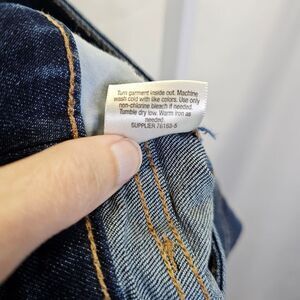 Turn garment inside out. Machine
wash cold with like colors. Use only
non-chlorine bleach if needed.
Tumble dry low. Warm iron as
needed.
SUPPLIER 76163-5